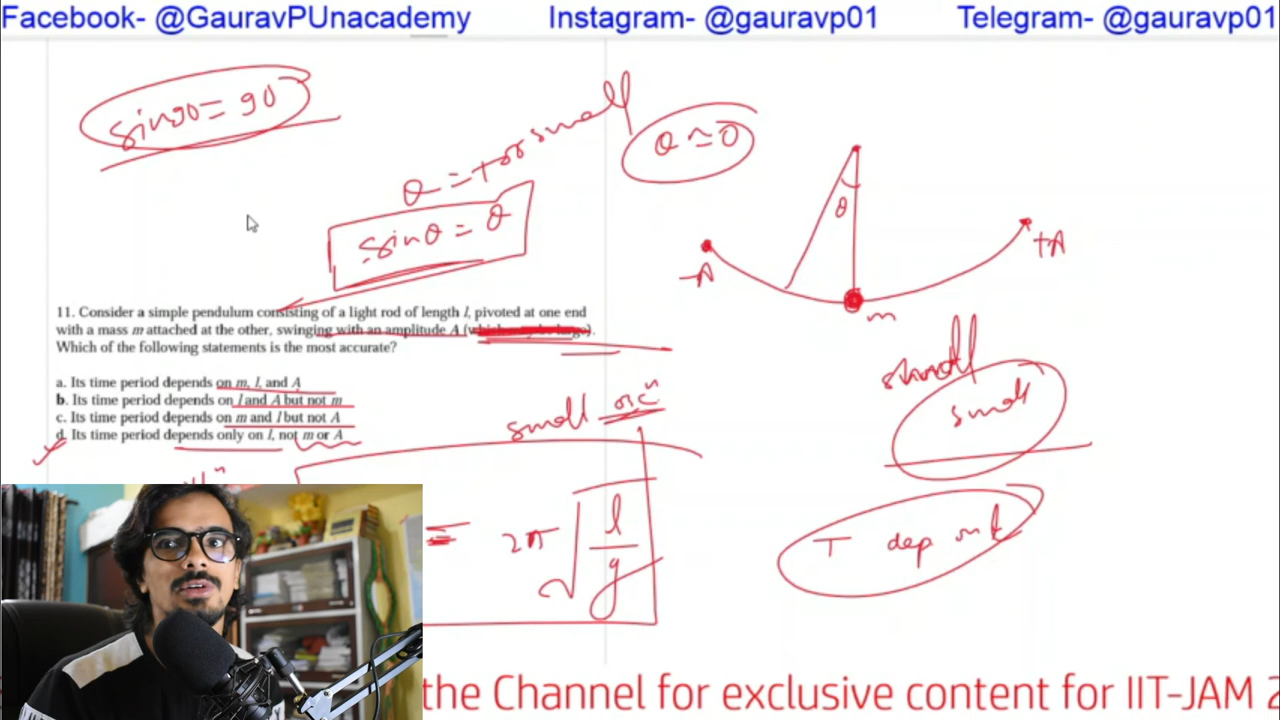 Facebook- @GauravPUnacademy Instagram- @gauravp01 Telegram- @gauravp01
sin90 = 90
θ = + or small
θ ≃ 0
sinθ = θ
θ
-A
+A
m
11. Consider a simple pendulum consisting of a light rod of length l, pivoted at one end
with a mass m attached at the other, swinging with an amplitude A
Which of the following statements is the most accurate?
a. Its time period depends on m, l, and A
b. Its time period depends on l and A but not m
c. Its time period depends on m and l but not A
d. Its time period depends only on l, not m or A
small oscⁿ
small
small
= 2π √ l / g
T dep
the Channel for exclusive content for IIT-JAM 2